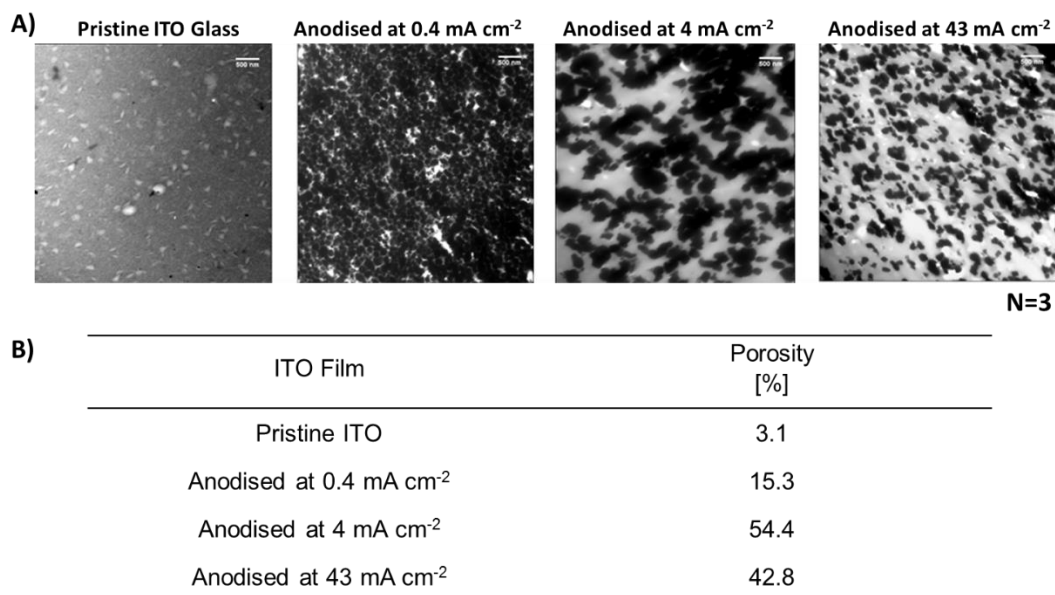 A)
Pristine ITO Glass
Anodised at 0.4 mA cm-2
Anodised at 4 mA cm-2
Anodised at 43 mA cm-2
500 nm
500 nm
500 nm
500 nm
N=3
B)
ITO Film
Porosity
[%]
Pristine ITO 3.1
Anodised at 0.4 mA cm-2 15.3
Anodised at 4 mA cm-2 54.4
Anodised at 43 mA cm-2 42.8